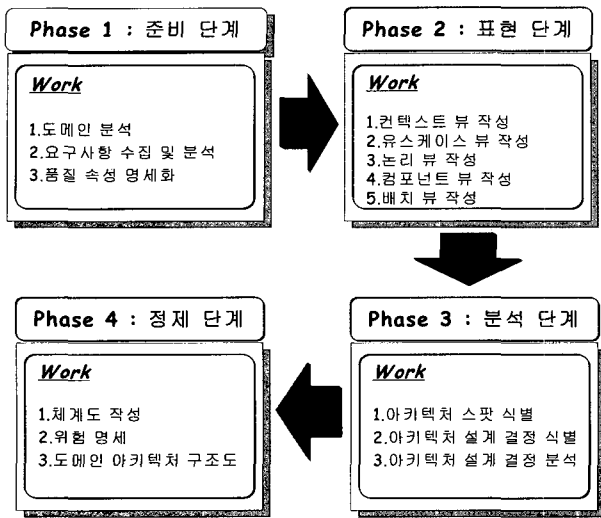 Phase 1 : 준비 단계
Work
1.도메인 분석
2.요구사항 수집 및 분석
3.품질 속성 명세화
Phase 2 : 표현 단계
Work
1.컨텍스트 뷰 작성
2.유스케이스 뷰 작성
3.논리 뷰 작성
4.컴포넌트 뷰 작성
5.배치 뷰 작성
Phase 3 : 분석 단계
Work
1.아키텍처 스팟 식별
2.아키텍처 설계 결정 식별
3.아키텍처 설계 결정 분석
Phase 4 : 정제 단계
Work
1.체계도 작성
2.위험 명세
3.도메인 아키텍처 구조도